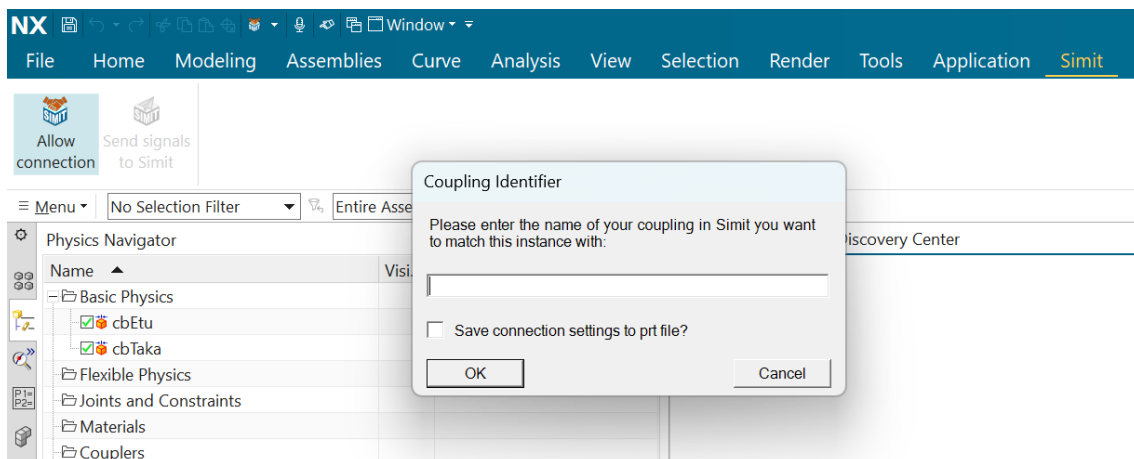 NX Window
File Home Modeling Assemblies Curve Analysis View Selection Render Tools Application Simit
SIMIT SIMIT
Allow connection
Send signals to Simit
Menu No Selection Filter Entire Asse
Coupling Identifier
Please enter the name of your coupling in Simit you want
to match this instance with:
Save connection settings to prt file?
OK Cancel
Discovery Center
Physics Navigator
Name Visi.
Basic Physics
cbEtu
cbTaka
Flexible Physics
Joints and Constraints
Materials
Couplers
P1=
P2=